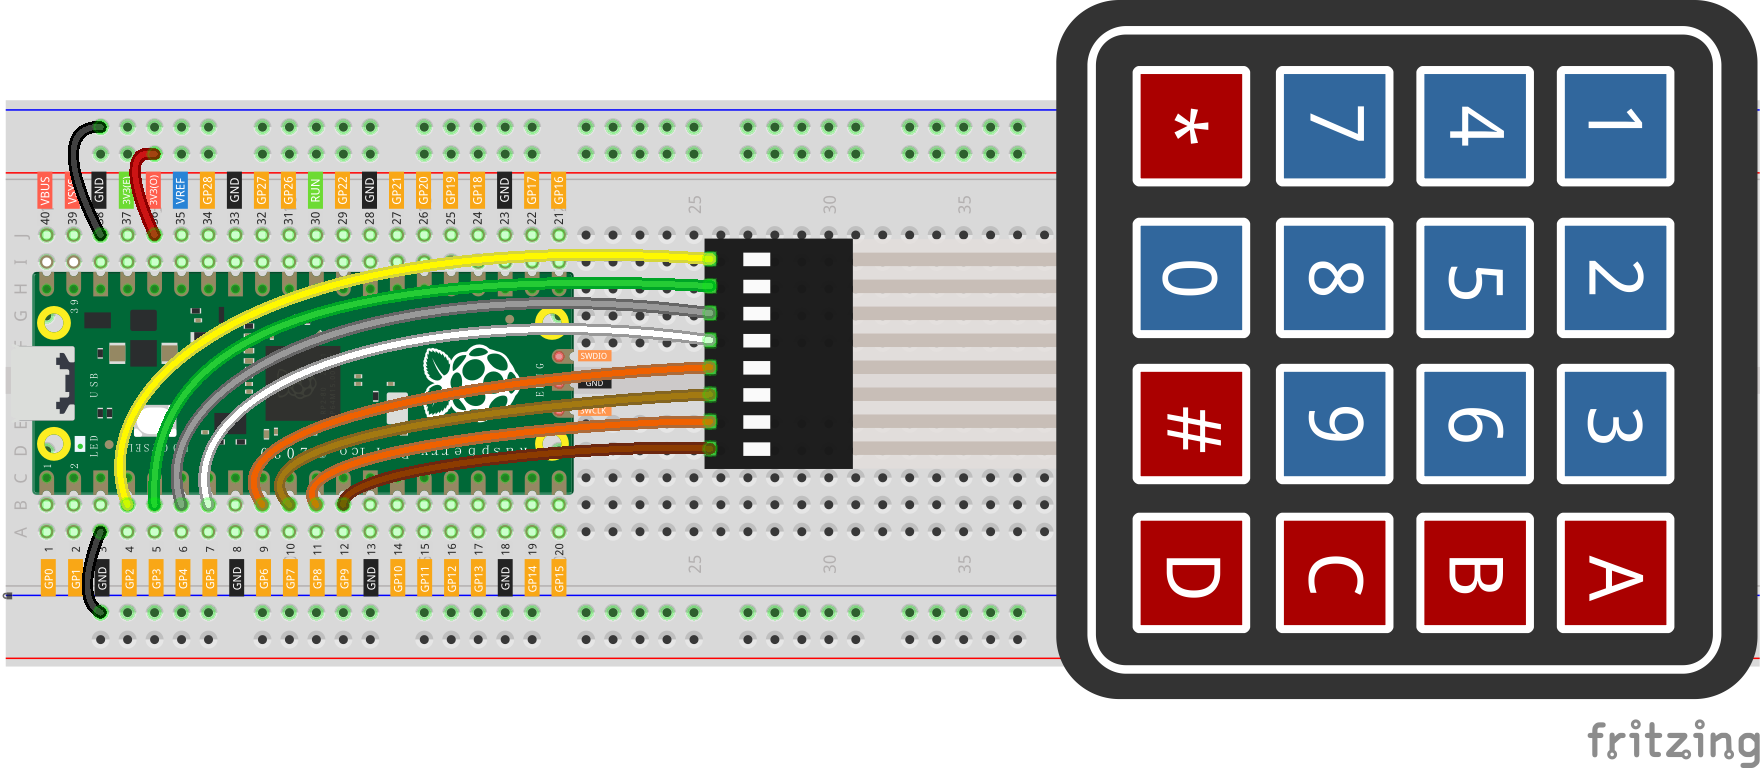 VBUS VSYS GND 3V3(E) 3V3(O) VREF GP28 GND GP27 GP26 RUN GP22 GND GP21 GP20 GP19 GP18 GND GP17 GP16
40 39 38 37 36 35 34 33 32 31 30 29 28 27 26 25 24 23 22 21
25 30 35
J
I
H
G
F
39
USB
SWDIO
GND
SWCLK
E
D
C
B
A
LED
1
2
1 2 3 4 5 6 7 8 9 10 11 12 13 14 15 16 17 18 19 20
25 30 35
GP0 GP1 GND GP2 GP3 GP4 GP5 GND GP6 GP7 GP8 GP9 GND GP10 GP11 GP12 GP13 GND GP14 GP15
* 7 4 1
0 8 5 2
# 9 6 3
D C B A
fritzing